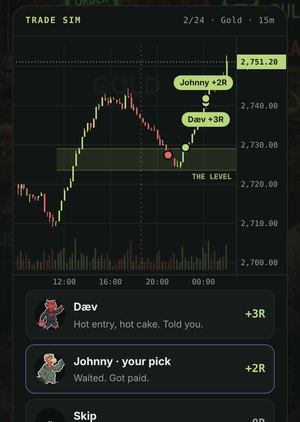 TRADE SIM
2/24 · Gold · 15m
GOLD
2,751.20
Johnny +2R
2,740.00
Dæv +3R
2,730.00
THE LEVEL
2,720.00
2,710.00
2,700.00
12:00 16:00 20:00 00:00
Dæv
Hot entry, hot cake. Told you.
+3R
Johnny · your pick
Waited. Got paid.
+2R
Skip